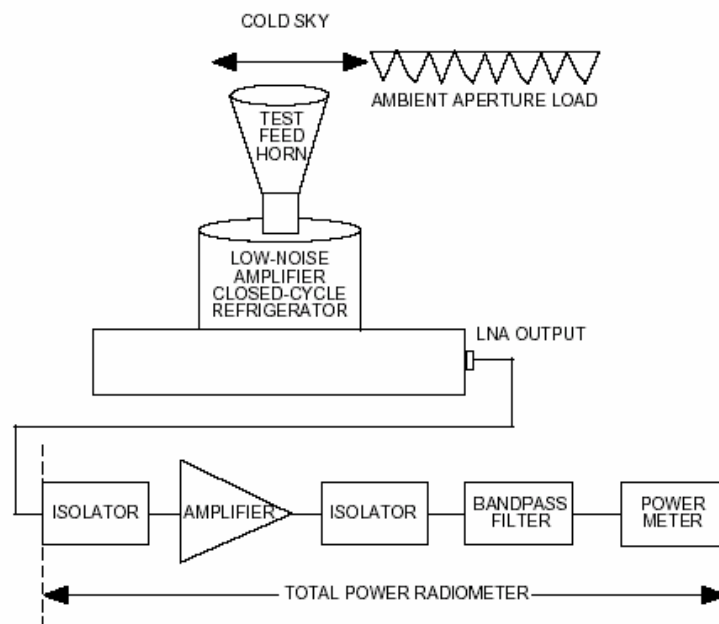 COLD SKY
AMBIENT APERTURE LOAD
TEST
FEED
HORN
LOW-NOISE
AMPLIFIER
CLOSED-CYCLE
REFRIGERATOR
LNA OUTPUT
ISOLATOR
AMPLIFIER
ISOLATOR
BANDPASS
FILTER
POWER
METER
TOTAL POWER RADIOMETER